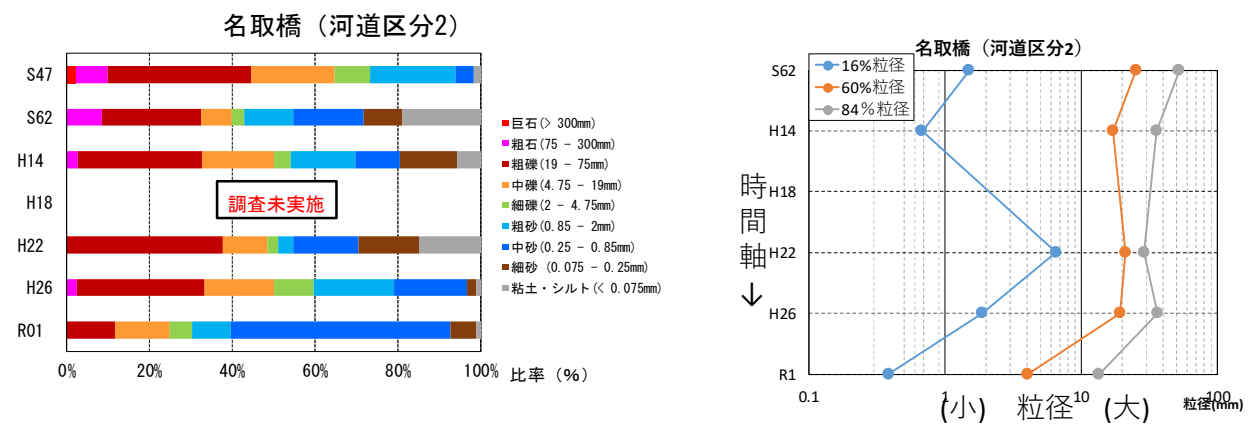 名取橋（河道区分2）
S47
S62
H14
H18
調査未実施
H22
H26
R01
0%
20%
40%
60%
80%
100%
比率（%）
巨石(> 300mm)
粗石(75 - 300mm)
粗礫(19 - 75mm)
中礫(4.75 - 19mm)
細礫(2 - 4.75mm)
粗砂(0.85 - 2mm)
中砂(0.25 - 0.85mm)
細砂 (0.075 - 0.25mm)
粘土・シルト(< 0.075mm)
名取橋（河道区分2）
16%粒径
60%粒径
84％粒径
時間軸↓
S62
H14
H18
H22
H26
R1
0.1
1
10
100
(小) 粒径 (大)
粒径(mm)